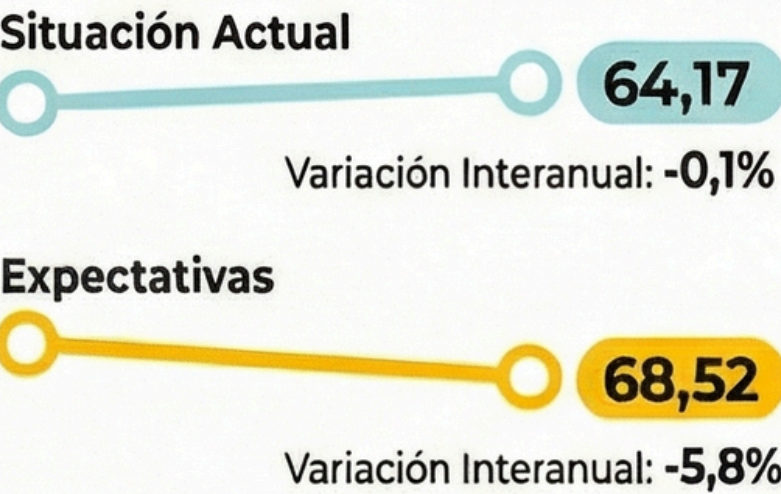 Situación Actual
64,17
Variación Interanual: -0,1%
Expectativas
68,52
Variación Interanual: -5,8%